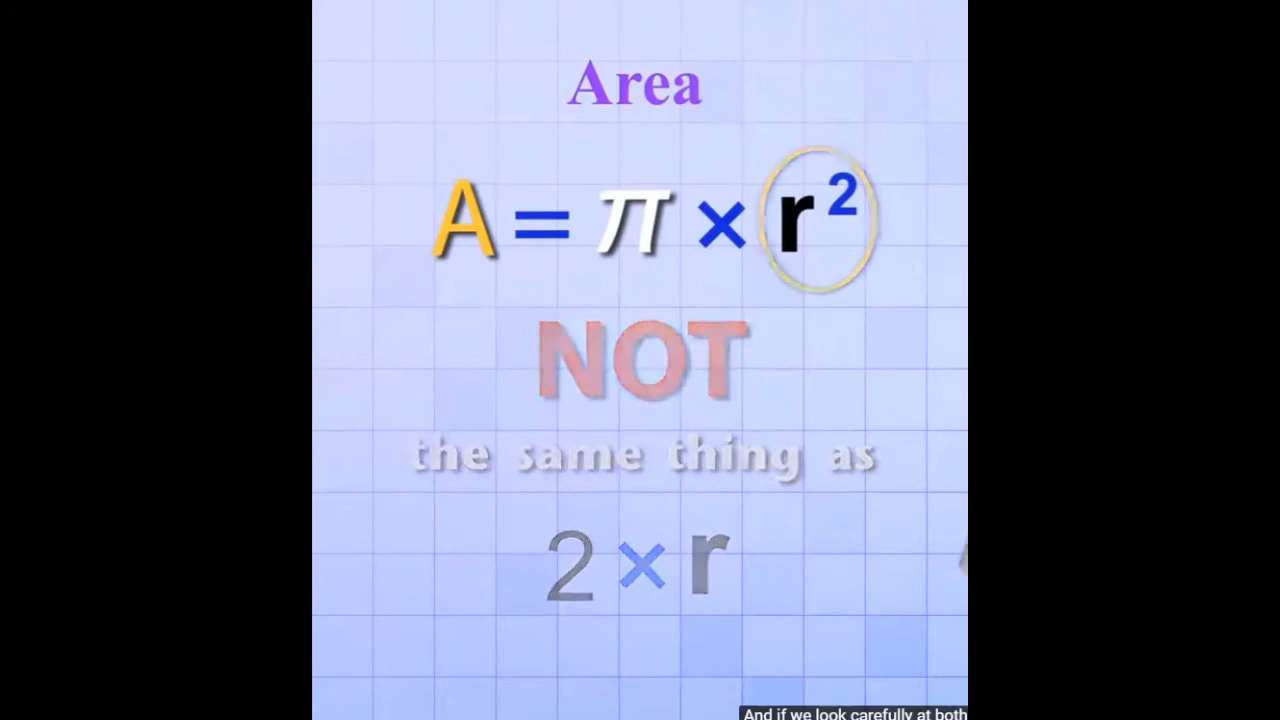 Area
A = π × r²
NOT
the same thing as
2 × r
And if we look carefully at both